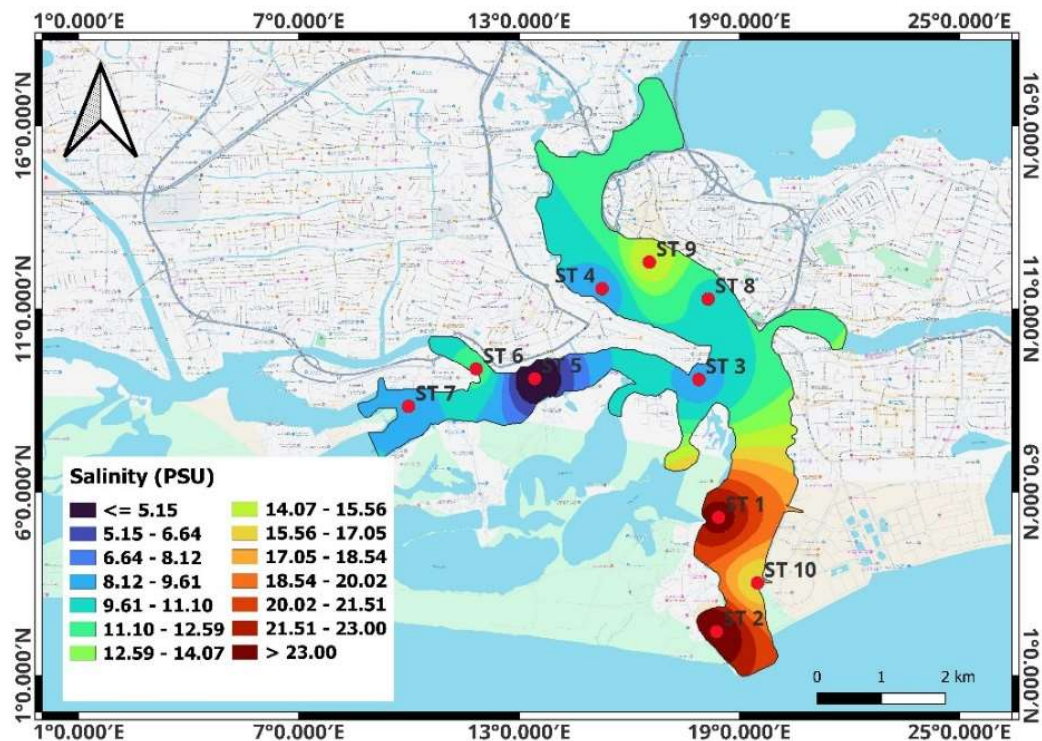 1°0.000'E 7°0.000'E 13°0.000'E 19°0.000'E 25°0.000'E
16°0.000'N
16°0.000'N
ST 9
ST 4
ST 8
11°0.000'N
11°0.000'N
ST 6
ST 5
ST 3
ST 7
6°0.000'N
6°0.000'N
ST 1
ST 10
ST 2
Salinity (PSU)
<= 5.15 14.07 - 15.56
5.15 - 6.64 15.56 - 17.05
6.64 - 8.12 17.05 - 18.54
8.12 - 9.61 18.54 - 20.02
9.61 - 11.10 20.02 - 21.51
11.10 - 12.59 21.51 - 23.00
12.59 - 14.07 > 23.00
0 1 2 km
1°0.000'N
1°0.000'N
1°0.000'E 7°0.000'E 13°0.000'E 19°0.000'E 25°0.000'E